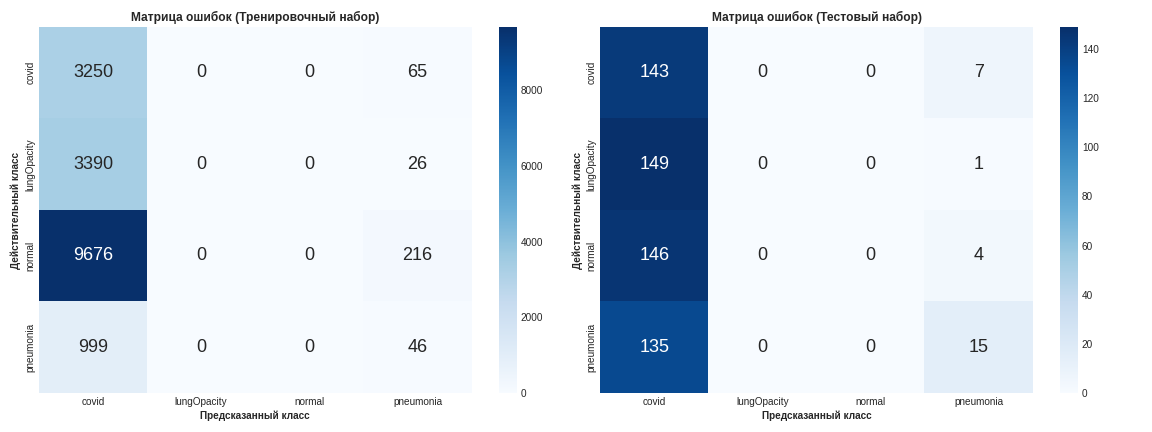 Матрица ошибок (Тренировочный набор)
Действительный класс
covid
lungOpacity
normal
pneumonia
3250 0 0 65
3390 0 0 26
9676 0 0 216
999 0 0 46
covid lungOpacity normal pneumonia
Предсказанный класс
8000
6000
4000
2000
0
Матрица ошибок (Тестовый набор)
Действительный класс
covid
lungOpacity
normal
pneumonia
143 0 0 7
149 0 0 1
146 0 0 4
135 0 0 15
covid lungOpacity normal pneumonia
Предсказанный класс
140
120
100
80
60
40
20
0